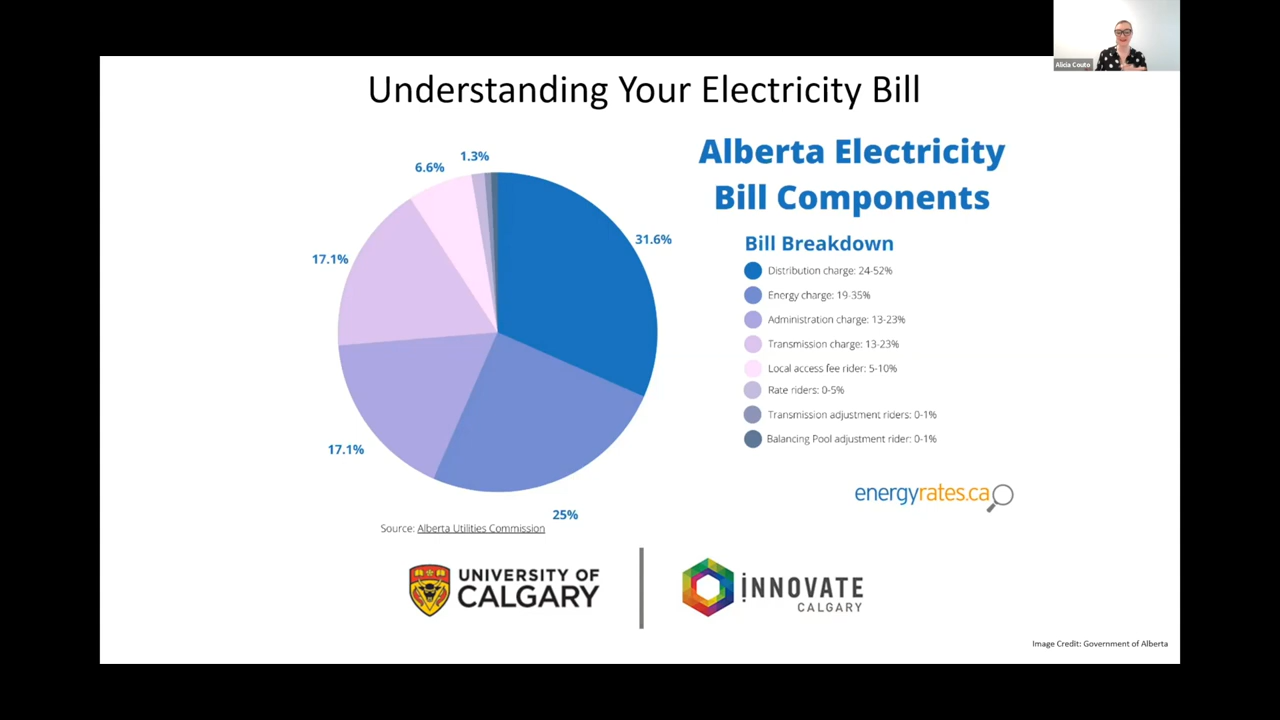 Alicia Couto
Understanding Your Electricity Bill
Alberta Electricity
Bill Components
Bill Breakdown
Distribution charge: 24-52%
Energy charge: 19-35%
Administration charge: 13-23%
Transmission charge: 13-23%
Local access fee rider: 5-10%
Rate riders: 0-5%
Transmission adjustment riders: 0-1%
Balancing Pool adjustment rider: 0-1%
1.3%
6.6%
31.6%
17.1%
17.1%
25%
Source: Alberta Utilities Commission
energyrates.ca
UNIVERSITY OF
CALGARY
INNOVATE
CALGARY
Image Credit: Government of Alberta